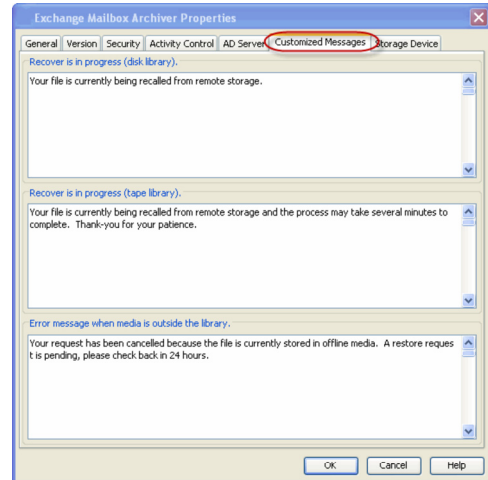 Exchange Mailbox Archiver Properties
General Version Security Activity Control AD Server Customized Messages Storage Device
Recover is in progress (disk library).
Your file is currently being recalled from remote storage.
Recover is in progress (tape library).
Your file is currently being recalled from remote storage and the process may take several minutes to
complete. Thank-you for your patience.
Error message when media is outside the library.
Your request has been cancelled because the file is currently stored in offline media. A restore reques
t is pending, please check back in 24 hours.
OK Cancel Help